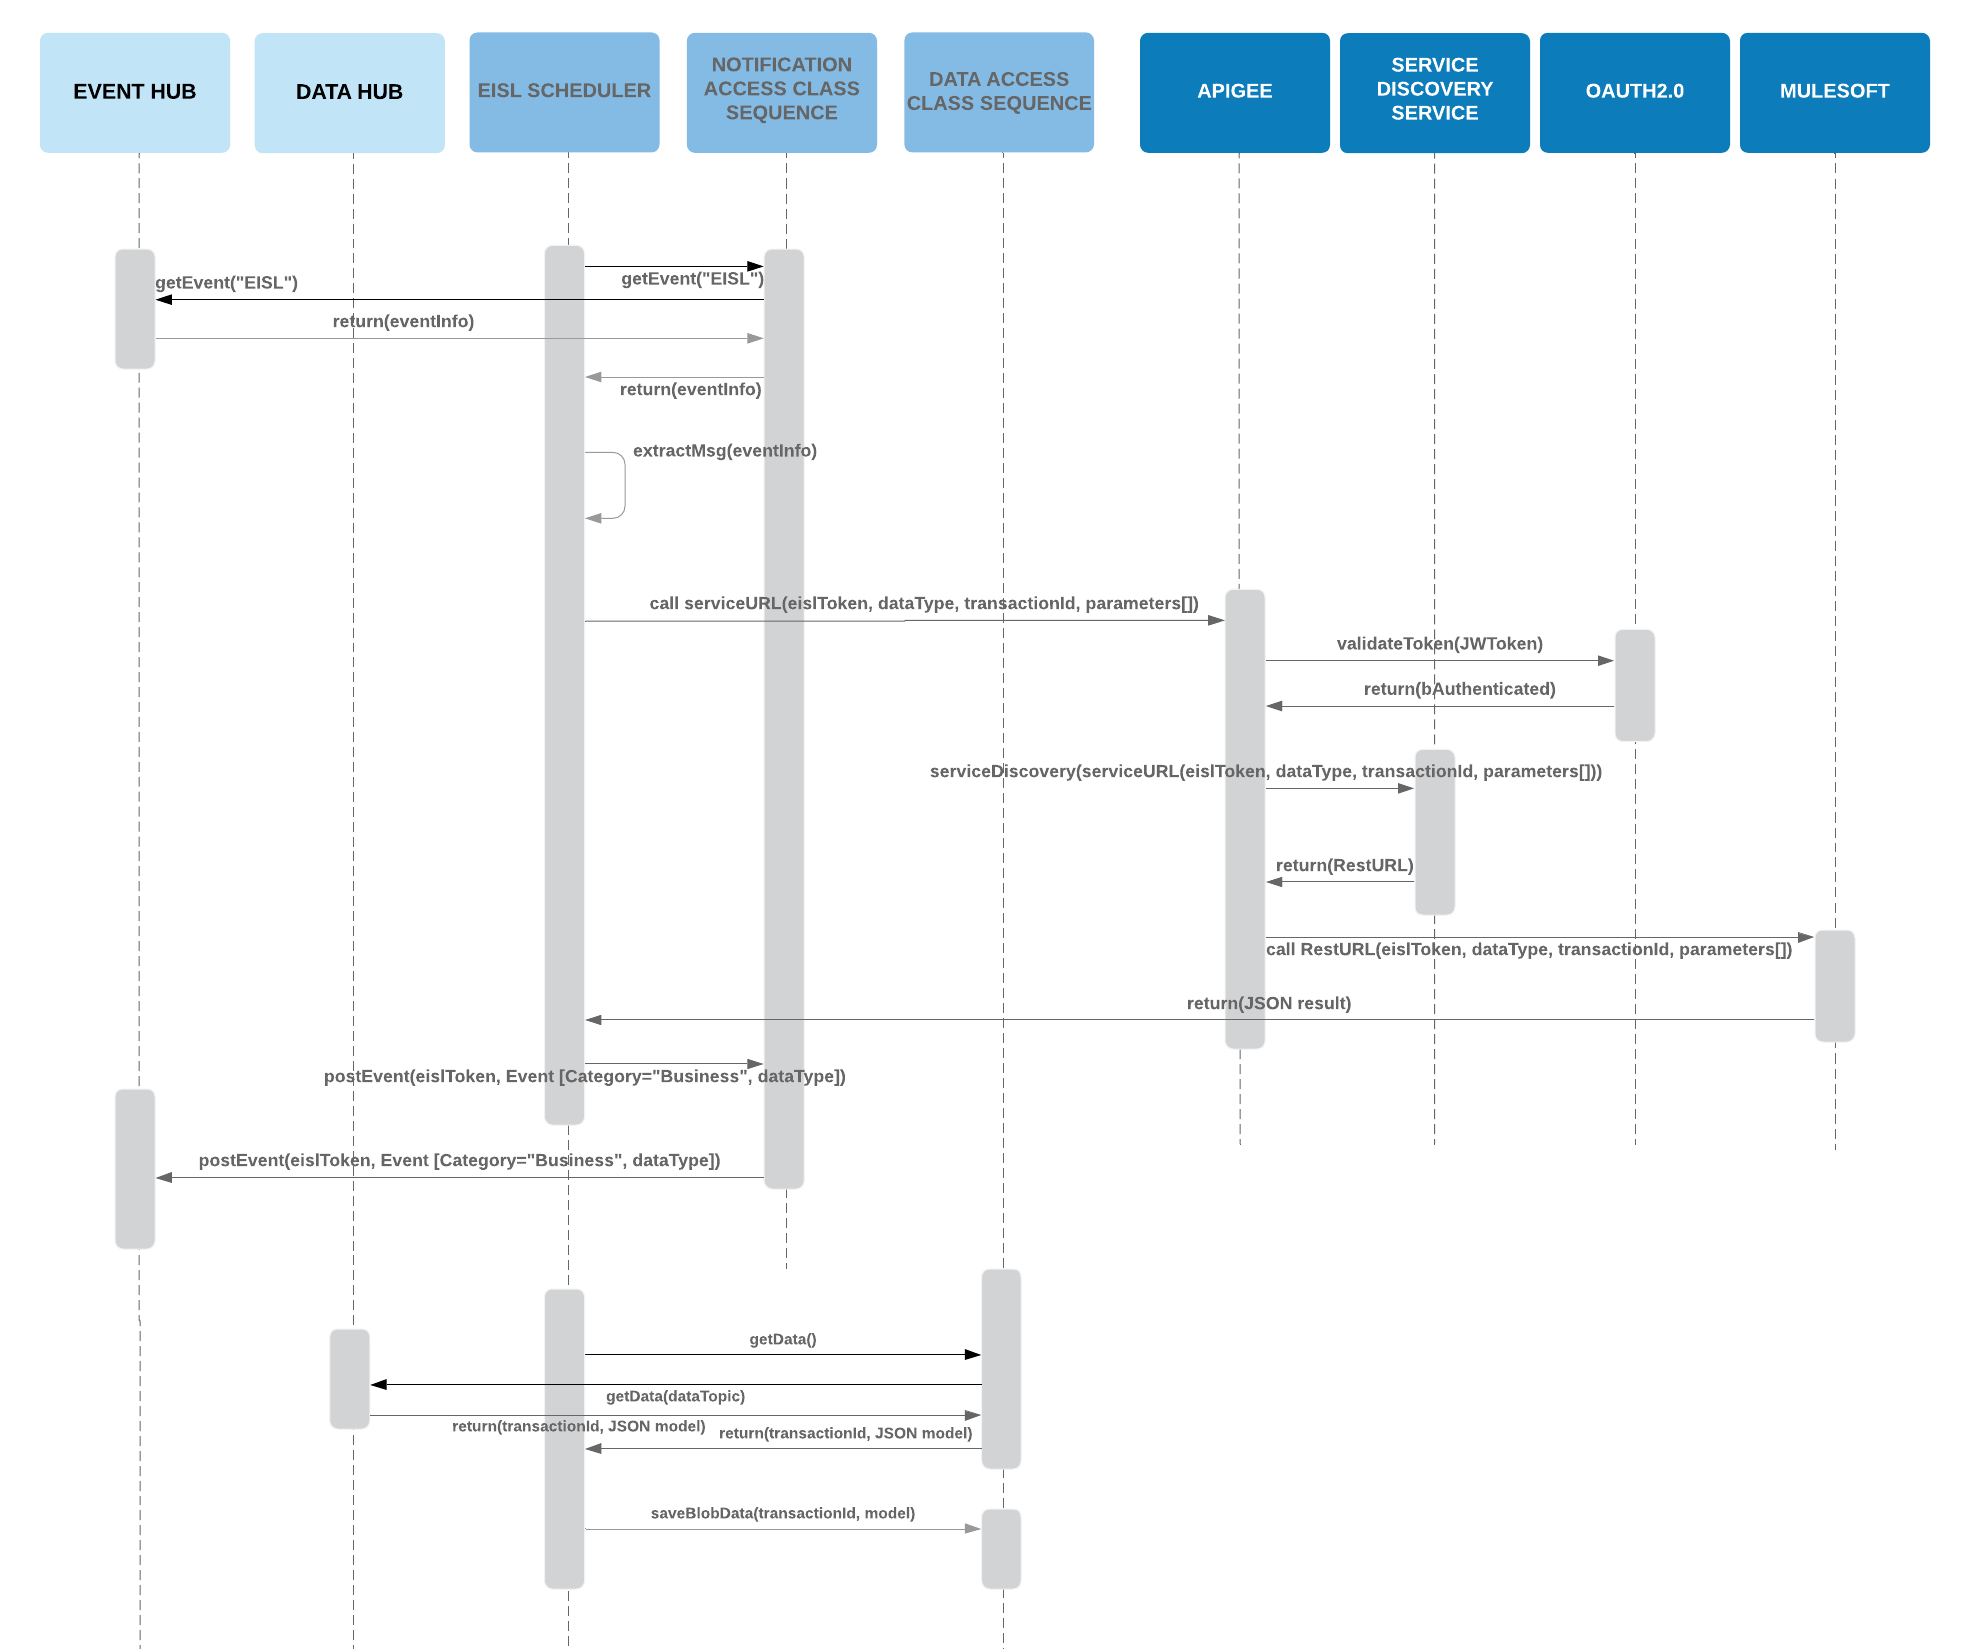 EVENT HUB
DATA HUB
EISL SCHEDULER
NOTIFICATION
ACCESS CLASS
SEQUENCE
DATA ACCESS
CLASS SEQUENCE
APIGEE
SERVICE
DISCOVERY
SERVICE
OAUTH2.0
MULESOFT
getEvent("EISL")
getEvent("EISL")
return(eventInfo)
return(eventInfo)
extractMsg(eventInfo)
call serviceURL(eislToken, dataType, transactionId, parameters[])
validateToken(JWToken)
return(bAuthenticated)
serviceDiscovery(serviceURL(eislToken, dataType, transactionId, parameters[]))
return(RestURL)
call RestURL(eislToken, dataType, transactionId, parameters[])
return(JSON result)
postEvent(eislToken, Event [Category="Business", dataType])
postEvent(eislToken, Event [Category="Business", dataType])
getData()
getData(dataTopic)
return(transactionId, JSON model)
return(transactionId, JSON model)
saveBlobData(transactionId, model)